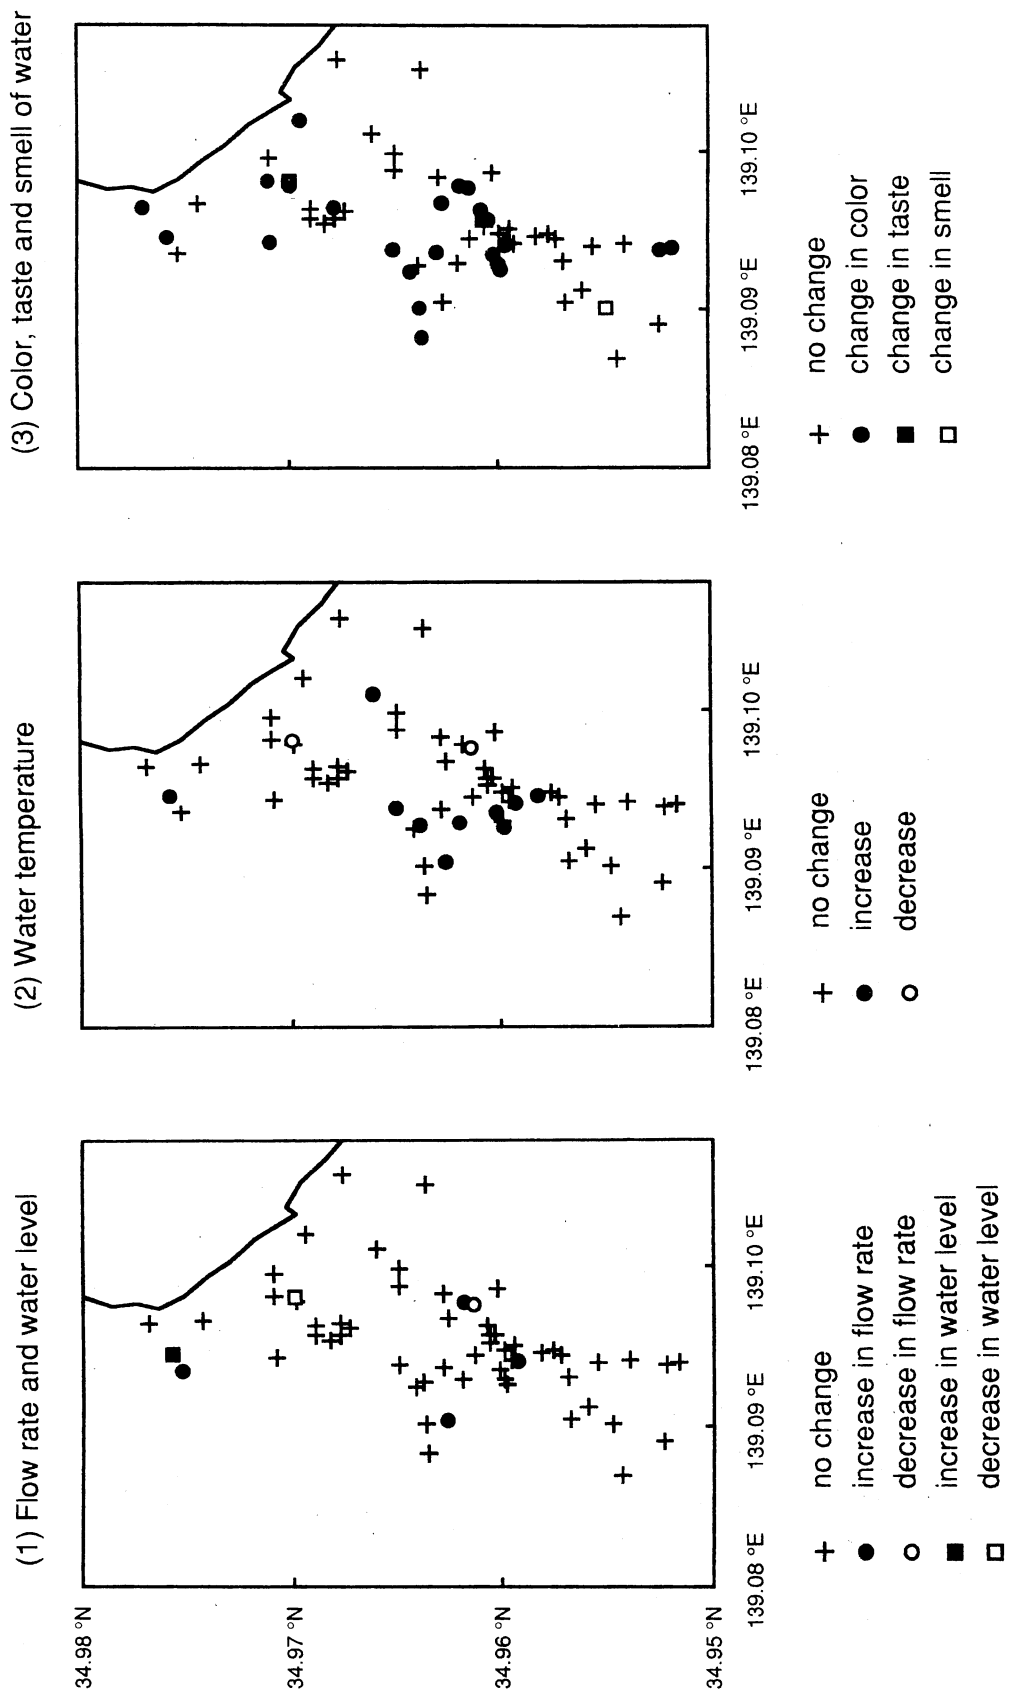 (1) Flow rate and water level
34.98 °N
34.97 °N
34.96 °N
34.95 °N
139.08 °E
139.09 °E
139.10 °E
no change
increase in flow rate
decrease in flow rate
increase in water level
decrease in water level
(2) Water temperature
139.08 °E
139.09 °E
139.10 °E
no change
increase
decrease
(3) Color, taste and smell of water
139.08 °E
139.09 °E
139.10 °E
no change
change in color
change in taste
change in smell